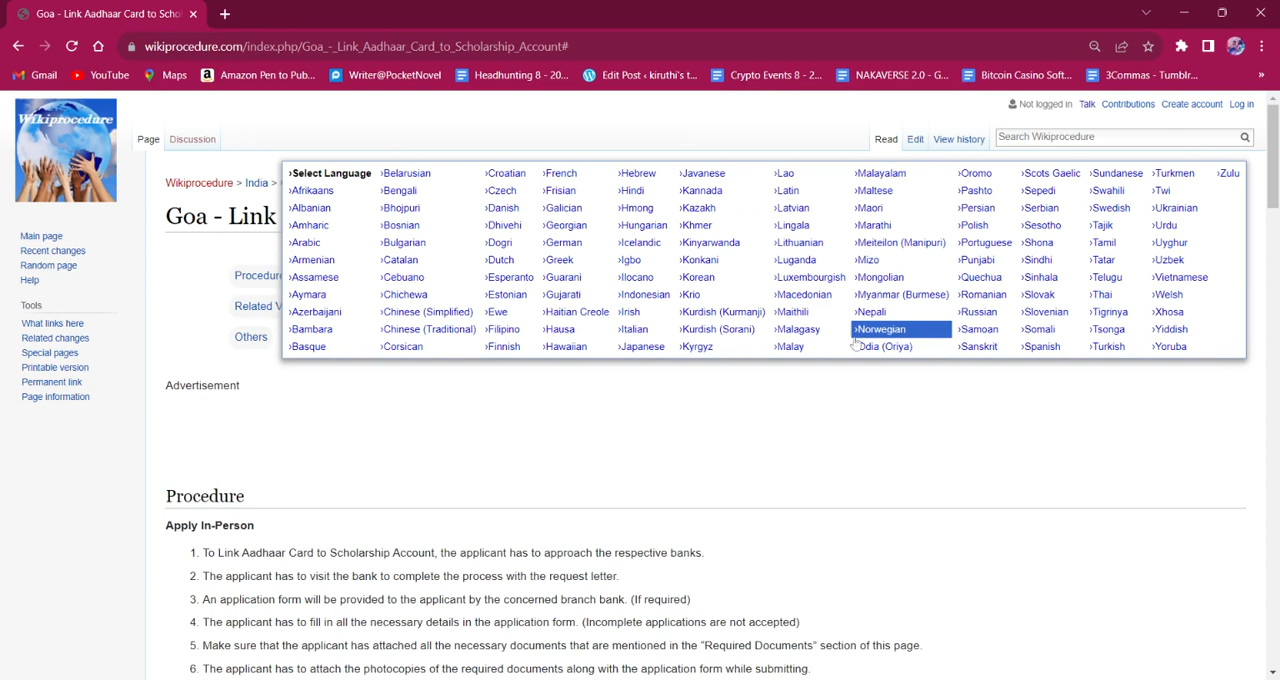 Goa - Link Aadhaar Card to Scho
wikiprocedure.com/index.php/Goa_-_Link_Aadhaar_Card_to_Scholarship_Account#
Gmail YouTube Maps Amazon Pen to Pub... Writer@PocketNovel Headhunting 8 - 20... Edit Post ‹ kiruthi's t... Crypto Events 8 - 2... NAKAVERSE 2.0 - G... Bitcoin Casino Soft... 3Commas - Tumblr... »
Wikiprocedure
Not logged in Talk Contributions Create account Log in
Page Discussion Read Edit View history Search Wikiprocedure
Main page
Recent changes
Random page
Help
Tools
What links here
Related changes
Special pages
Printable version
Permanent link
Page information
Wikiprocedure > India >
Goa - Link
Procedure
Related V
Others
›Select Language ›Belarusian ›Croatian ›French ›Hebrew ›Javanese ›Lao ›Malayalam ›Oromo ›Scots Gaelic ›Sundanese ›Turkmen ›Zulu
›Afrikaans ›Bengali ›Czech ›Frisian ›Hindi ›Kannada ›Latin ›Maltese ›Pashto ›Sepedi ›Swahili ›Twi
›Albanian ›Bhojpuri ›Danish ›Galician ›Hmong ›Kazakh ›Latvian ›Maori ›Persian ›Serbian ›Swedish ›Ukrainian
›Amharic ›Bosnian ›Dhivehi ›Georgian ›Hungarian ›Khmer ›Lingala ›Marathi ›Polish ›Sesotho ›Tajik ›Urdu
›Arabic ›Bulgarian ›Dogri ›German ›Icelandic ›Kinyarwanda ›Lithuanian ›Meiteilon (Manipuri) ›Portuguese ›Shona ›Tamil ›Uyghur
›Armenian ›Catalan ›Dutch ›Greek ›Igbo ›Konkani ›Luganda ›Mizo ›Punjabi ›Sindhi ›Tatar ›Uzbek
›Assamese ›Cebuano ›Esperanto ›Guarani ›Ilocano ›Korean ›Luxembourgish ›Mongolian ›Quechua ›Sinhala ›Telugu ›Vietnamese
›Aymara ›Chichewa ›Estonian ›Gujarati ›Indonesian ›Krio ›Macedonian ›Myanmar (Burmese) ›Romanian ›Slovak ›Thai ›Welsh
›Azerbaijani ›Chinese (Simplified) ›Ewe ›Haitian Creole ›Irish ›Kurdish (Kurmanji) ›Maithili ›Nepali ›Russian ›Slovenian ›Tigrinya ›Xhosa
›Bambara ›Chinese (Traditional) ›Filipino ›Hausa ›Italian ›Kurdish (Sorani) ›Malagasy ›Norwegian ›Samoan ›Somali ›Tsonga ›Yiddish
›Basque ›Corsican ›Finnish ›Hawaiian ›Japanese ›Kyrgyz ›Malay ›Odia (Oriya) ›Sanskrit ›Spanish ›Turkish ›Yoruba
Advertisement
Procedure
Apply In-Person
1. To Link Aadhaar Card to Scholarship Account, the applicant has to approach the respective banks.
2. The applicant has to visit the bank to complete the process with the request letter.
3. An application form will be provided to the applicant by the concerned branch bank. (If required)
4. The applicant has to fill in all the necessary details in the application form. (Incomplete applications are not accepted)
5. Make sure that the applicant has attached all the necessary documents that are mentioned in the "Required Documents" section of this page.
6. The applicant has to attach the photocopies of the required documents along with the application form while submitting.